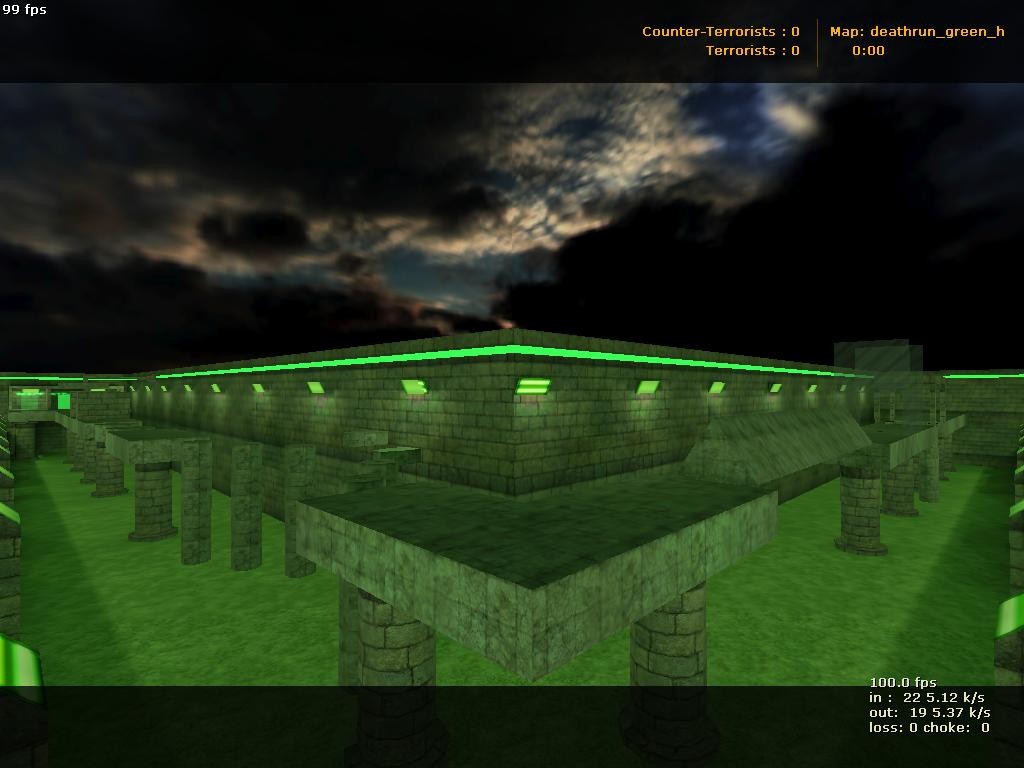 99 fps
Counter-Terrorists : 0
Terrorists : 0
Map: deathrun_green_h
0:00
100.0 fps
in :  22 5.12 k/s
out:  19 5.37 k/s
loss: 0 choke:  0